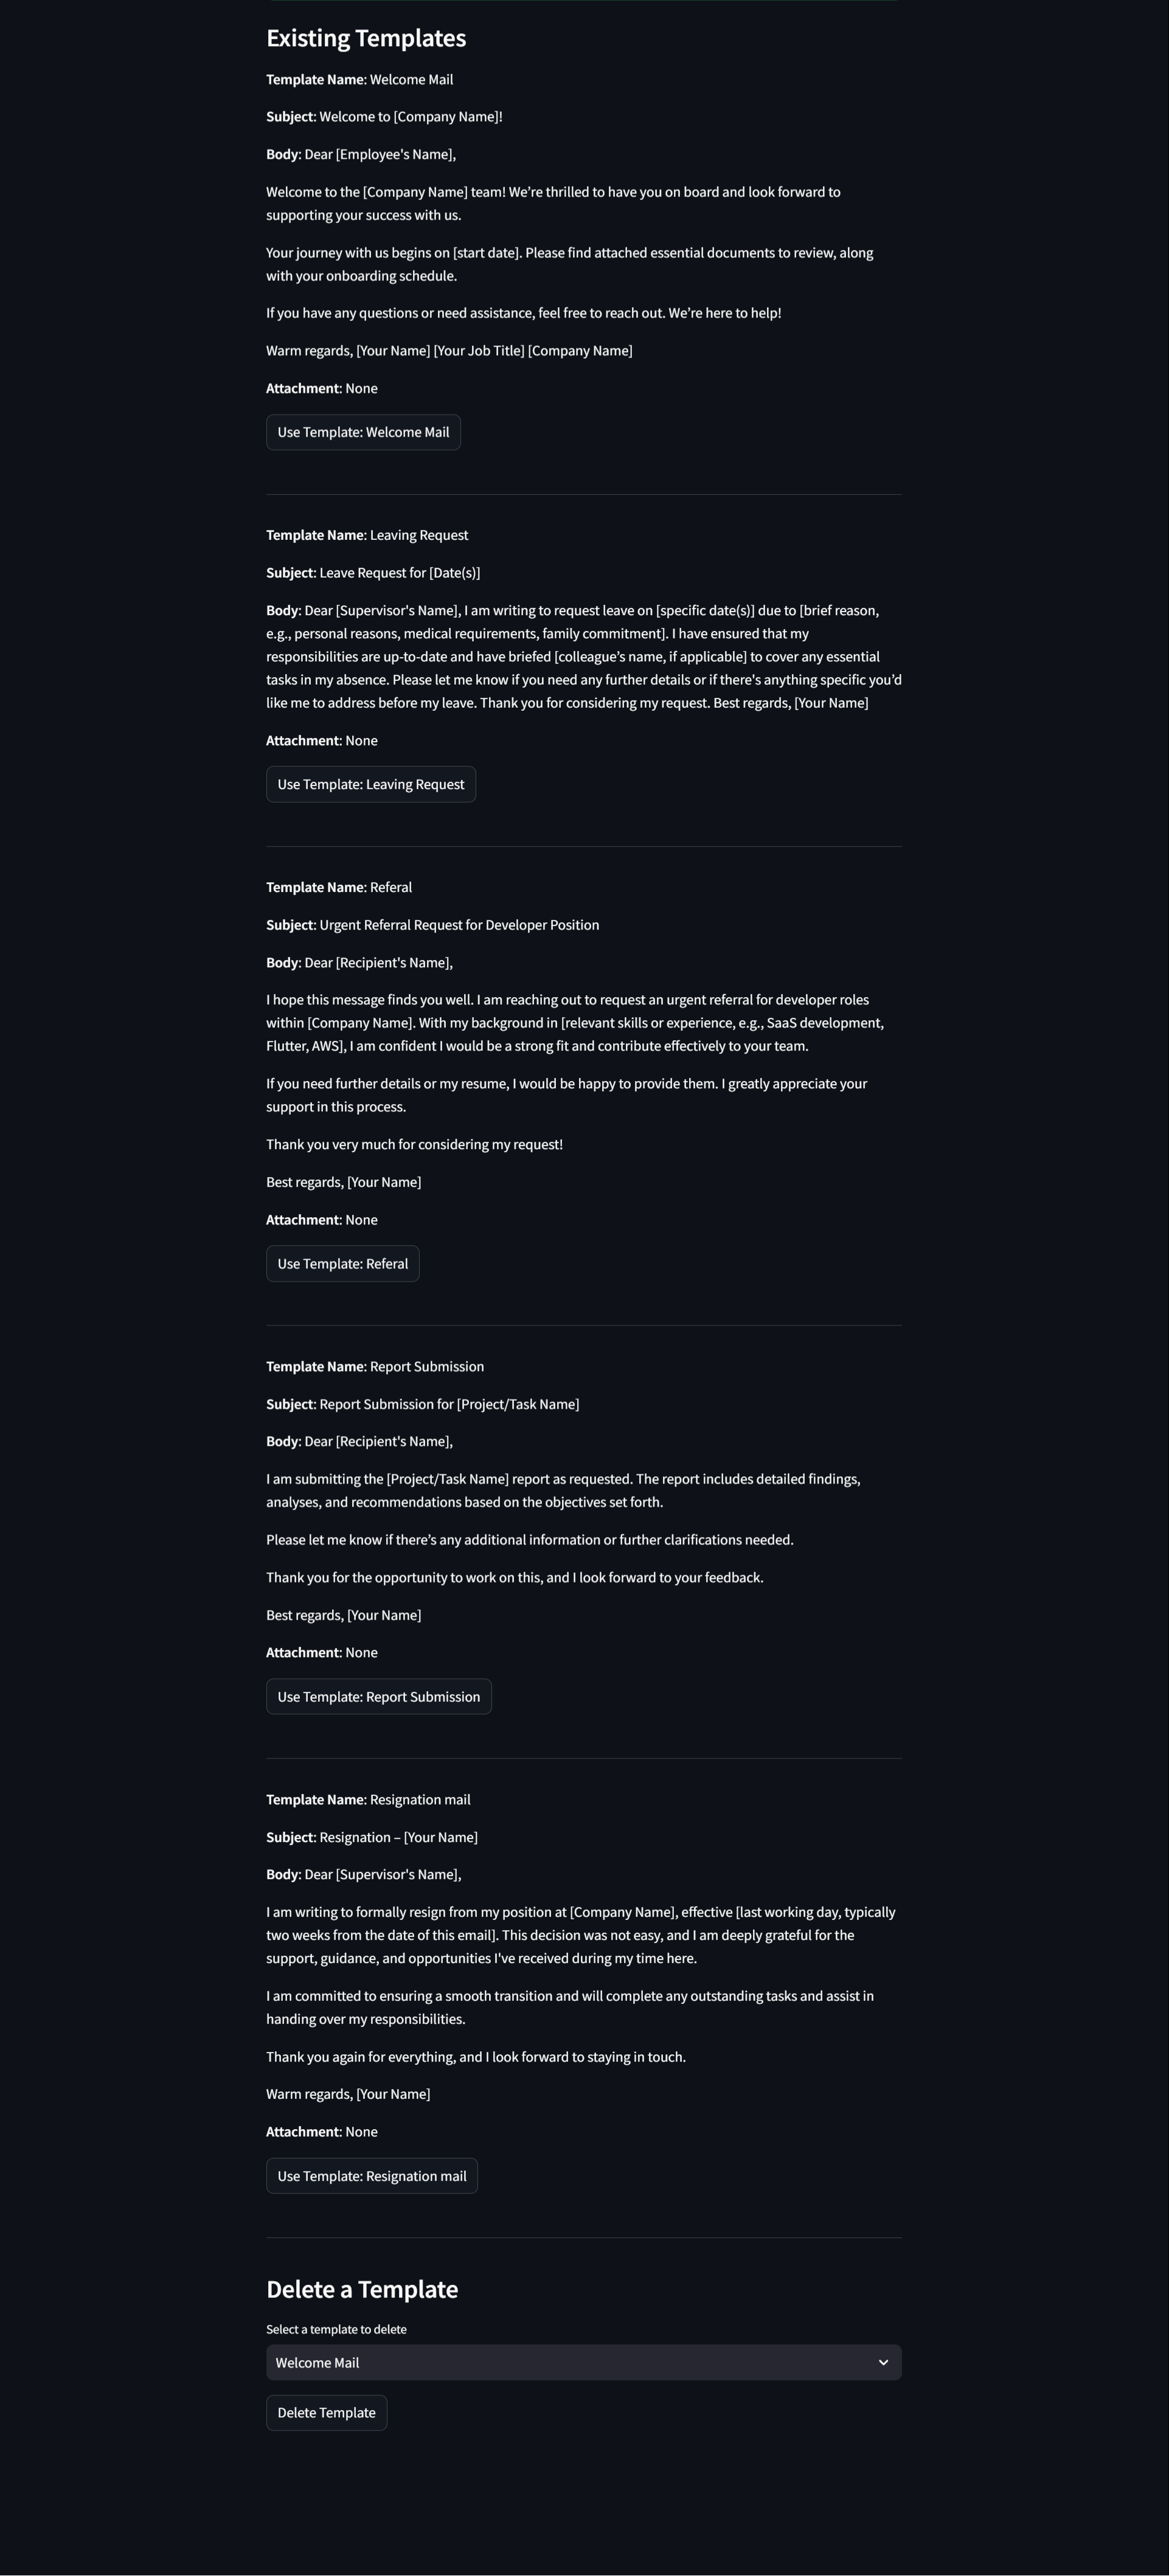 Existing Templates
Template Name: Welcome Mail
Subject: Welcome to [Company Name]!
Body: Dear [Employee's Name],
Welcome to the [Company Name] team! We’re thrilled to have you on board and look forward to
supporting your success with us.
Your journey with us begins on [start date]. Please find attached essential documents to review, along
with your onboarding schedule.
If you have any questions or need assistance, feel free to reach out. We’re here to help!
Warm regards, [Your Name] [Your Job Title] [Company Name]
Attachment: None
Use Template: Welcome Mail
Template Name: Leaving Request
Subject: Leave Request for [Date(s)]
Body: Dear [Supervisor's Name], I am writing to request leave on [specific date(s)] due to [brief reason,
e.g., personal reasons, medical requirements, family commitment]. I have ensured that my
responsibilities are up-to-date and have briefed [colleague’s name, if applicable] to cover any essential
tasks in my absence. Please let me know if you need any further details or if there's anything specific you’d
like me to address before my leave. Thank you for considering my request. Best regards, [Your Name]
Attachment: None
Use Template: Leaving Request
Template Name: Referal
Subject: Urgent Referral Request for Developer Position
Body: Dear [Recipient's Name],
I hope this message finds you well. I am reaching out to request an urgent referral for developer roles
within [Company Name]. With my background in [relevant skills or experience, e.g., SaaS development,
Flutter, AWS], I am confident I would be a strong fit and contribute effectively to your team.
If you need further details or my resume, I would be happy to provide them. I greatly appreciate your
support in this process.
Thank you very much for considering my request!
Best regards, [Your Name]
Attachment: None
Use Template: Referal
Template Name: Report Submission
Subject: Report Submission for [Project/Task Name]
Body: Dear [Recipient's Name],
I am submitting the [Project/Task Name] report as requested. The report includes detailed findings,
analyses, and recommendations based on the objectives set forth.
Please let me know if there’s any additional information or further clarifications needed.
Thank you for the opportunity to work on this, and I look forward to your feedback.
Best regards, [Your Name]
Attachment: None
Use Template: Report Submission
Template Name: Resignation mail
Subject: Resignation – [Your Name]
Body: Dear [Supervisor's Name],
I am writing to formally resign from my position at [Company Name], effective [last working day, typically
two weeks from the date of this email]. This decision was not easy, and I am deeply grateful for the
support, guidance, and opportunities I've received during my time here.
I am committed to ensuring a smooth transition and will complete any outstanding tasks and assist in
handing over my responsibilities.
Thank you again for everything, and I look forward to staying in touch.
Warm regards, [Your Name]
Attachment: None
Use Template: Resignation mail
Delete a Template
Select a template to delete
Welcome Mail
Delete Template